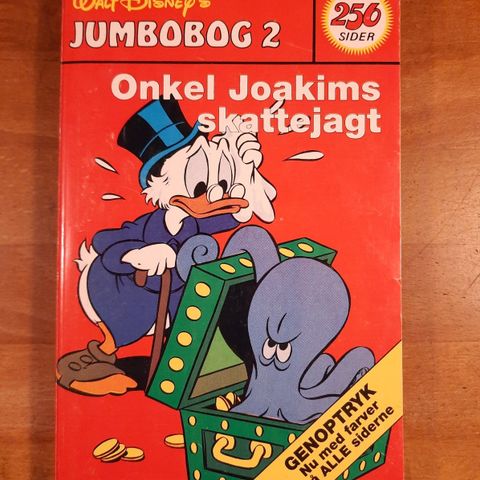 WALT DISNEY'S
JUMBOBOG 2
256
SIDER
Onkel Joakims
skattejagt
GENOPTRYK
Nu med farver
på ALLE siderne